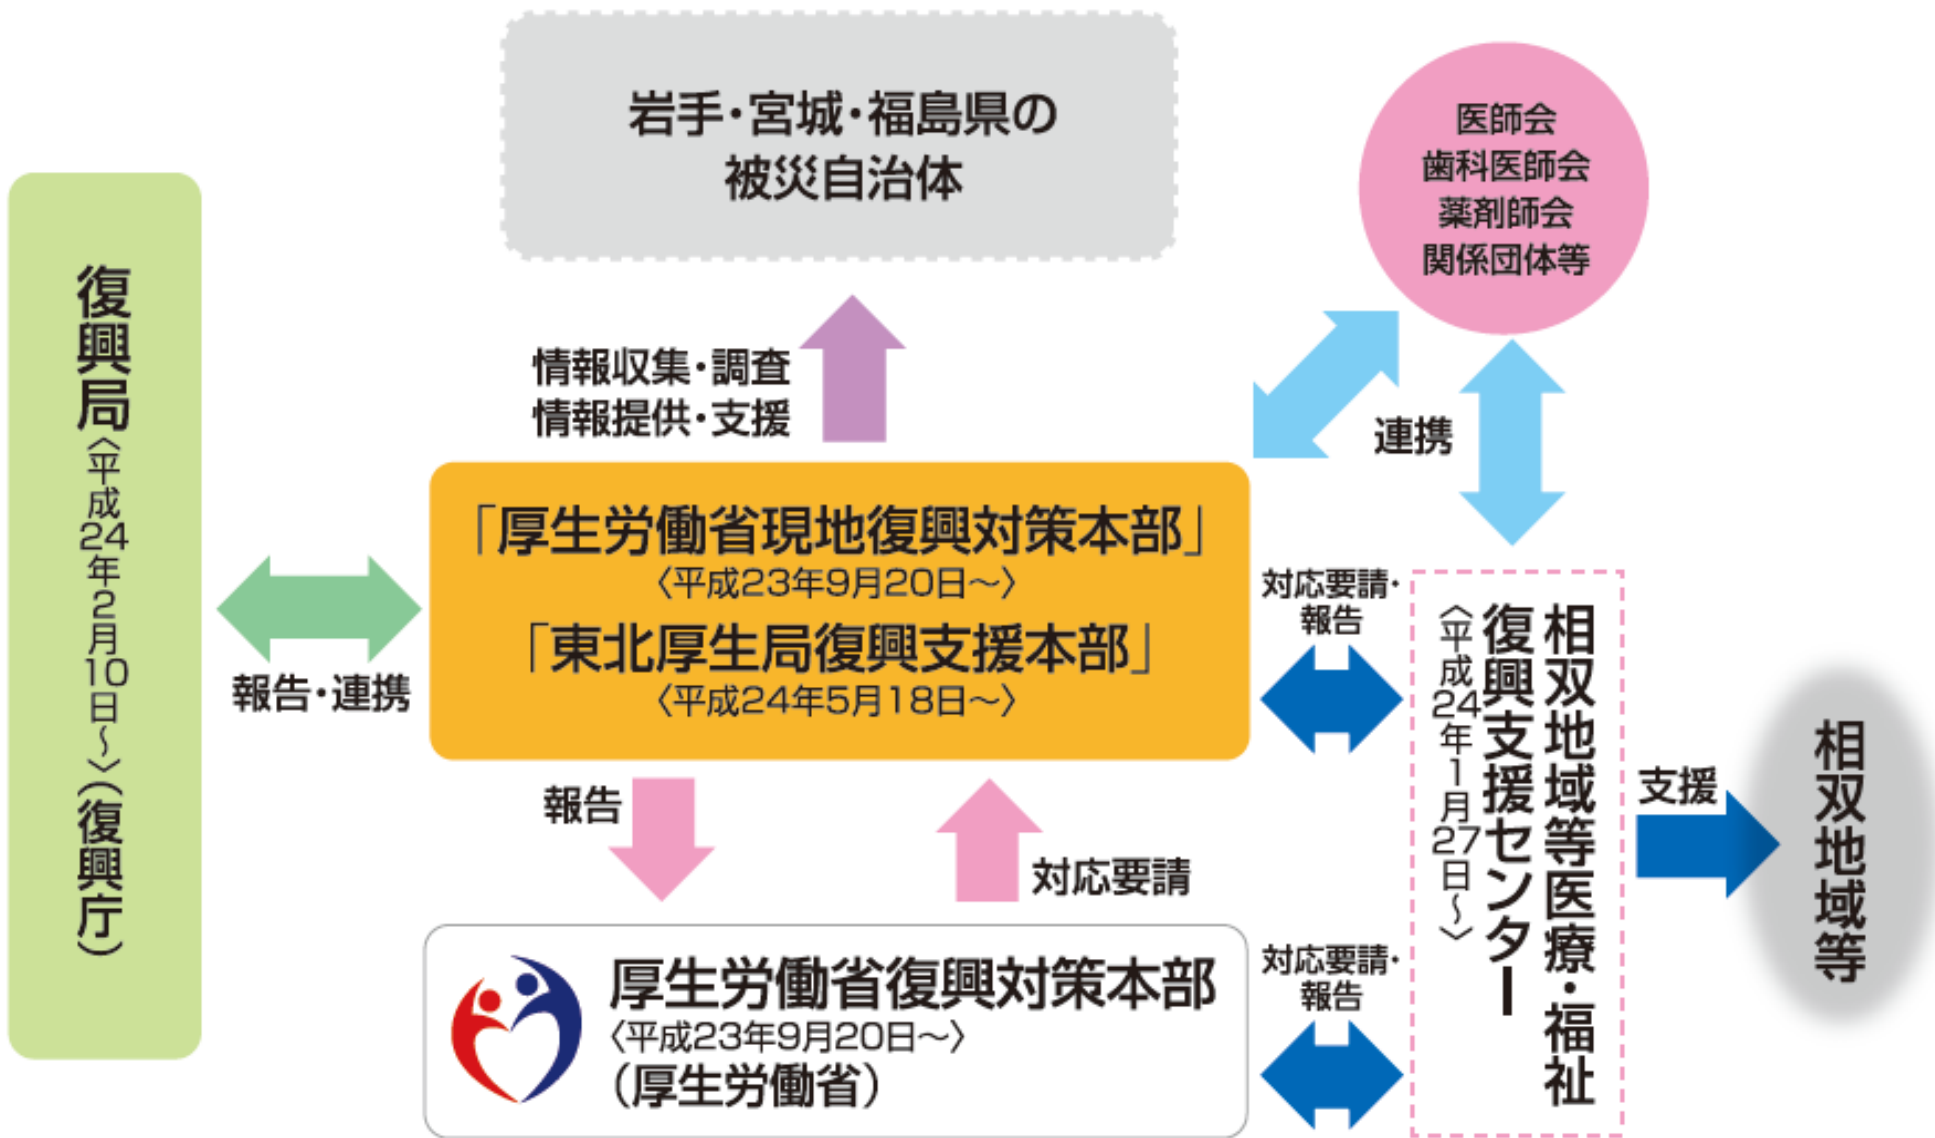 岩手・宮城・福島県の
被災自治体
医師会
歯科医師会
薬剤師会
関係団体等
復興局〈平成24年2月10日～〉(復興庁)
情報収集・調査
情報提供・支援
連携
「厚生労働省現地復興対策本部」
〈平成23年9月20日～〉
「東北厚生局復興支援本部」
〈平成24年5月18日～〉
報告・連携
対応要請・
報告
相双地域等医療・福祉
復興支援センター
〈平成24年1月27日～〉
支援
相双地域等
報告
対応要請
厚生労働省復興対策本部
〈平成23年9月20日～〉
(厚生労働省)
対応要請・
報告